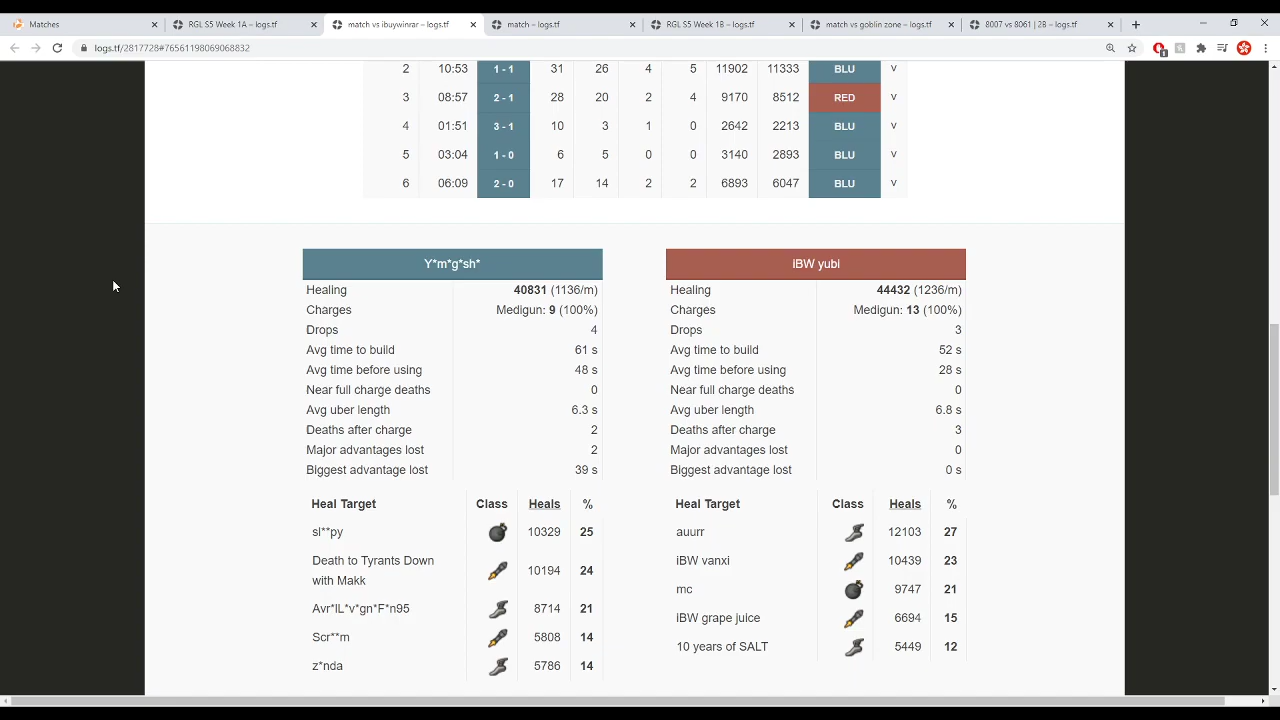 Matches
RGL S5 Week 1A – logs.tf
match vs ibuywinrar – logs.tf
match – logs.tf
RGL S5 Week 1B – logs.tf
match vs goblin zone – logs.tf
8007 vs 8061 | 2B – logs.tf
logs.tf/2817728#76561198069068832
2 10:53 1 - 1 31 26 4 5 11902 11333 BLU v
3 08:57 2 - 1 28 20 2 4 9170 8512 RED v
4 01:51 3 - 1 10 3 1 0 2642 2213 BLU v
5 03:04 1 - 0 6 5 0 0 3140 2893 BLU v
6 06:09 2 - 0 17 14 2 2 6893 6047 BLU v
Y*m*g*sh*
Healing 40831 (1136/m)
Charges Medigun: 9 (100%)
Drops 4
Avg time to build 61 s
Avg time before using 48 s
Near full charge deaths 0
Avg uber length 6.3 s
Deaths after charge 2
Major advantages lost 2
Biggest advantage lost 39 s
Heal Target Class Heals %
sl**py 10329 25
Death to Tyrants Down
with Makk 10194 24
Avr*lL*v*gn*F*n95 8714 21
Scr**m 5808 14
z*nda 5786 14
iBW yubi
Healing 44432 (1236/m)
Charges Medigun: 13 (100%)
Drops 3
Avg time to build 52 s
Avg time before using 28 s
Near full charge deaths 0
Avg uber length 6.8 s
Deaths after charge 3
Major advantages lost 0
Biggest advantage lost 0 s
Heal Target Class Heals %
auurr 12103 27
iBW vanxi 10439 23
mc 9747 21
iBW grape juice 6694 15
10 years of SALT 5449 12